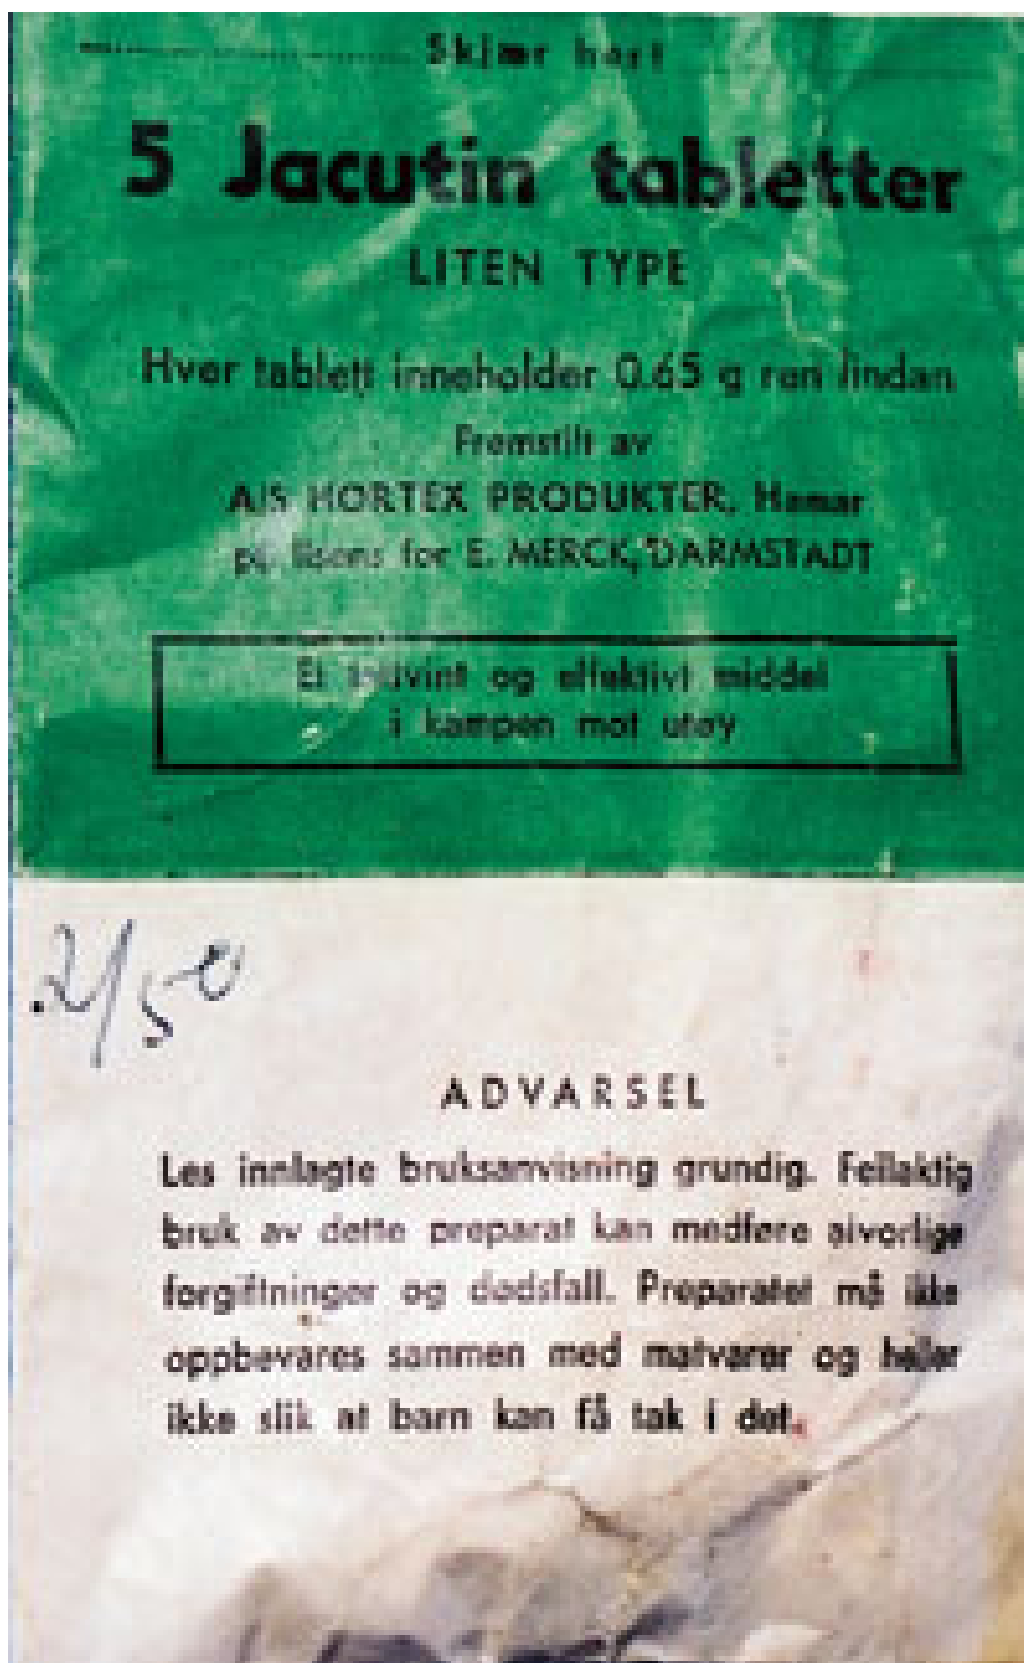 Skjær her!
5 Jacutin tabletter
LITEN TYPE
Hver tablett inneholder 0.65 g ren lindan
Fremstilt av
A/S HORTEX PRODUKTER, Hamar
på lisens for E. MERCK, DARMSTADT
Et lettvint og effektivt middel
i kampen mot utøy
2/50
ADVARSEL
Les innlagte bruksanvisning grundig. Feilaktig
bruk av dette preparat kan medføre alvorlige
forgiftninger og dødsfall. Preparatet må ikke
oppbevares sammen med matvarer og heller
ikke slik at barn kan få tak i det.